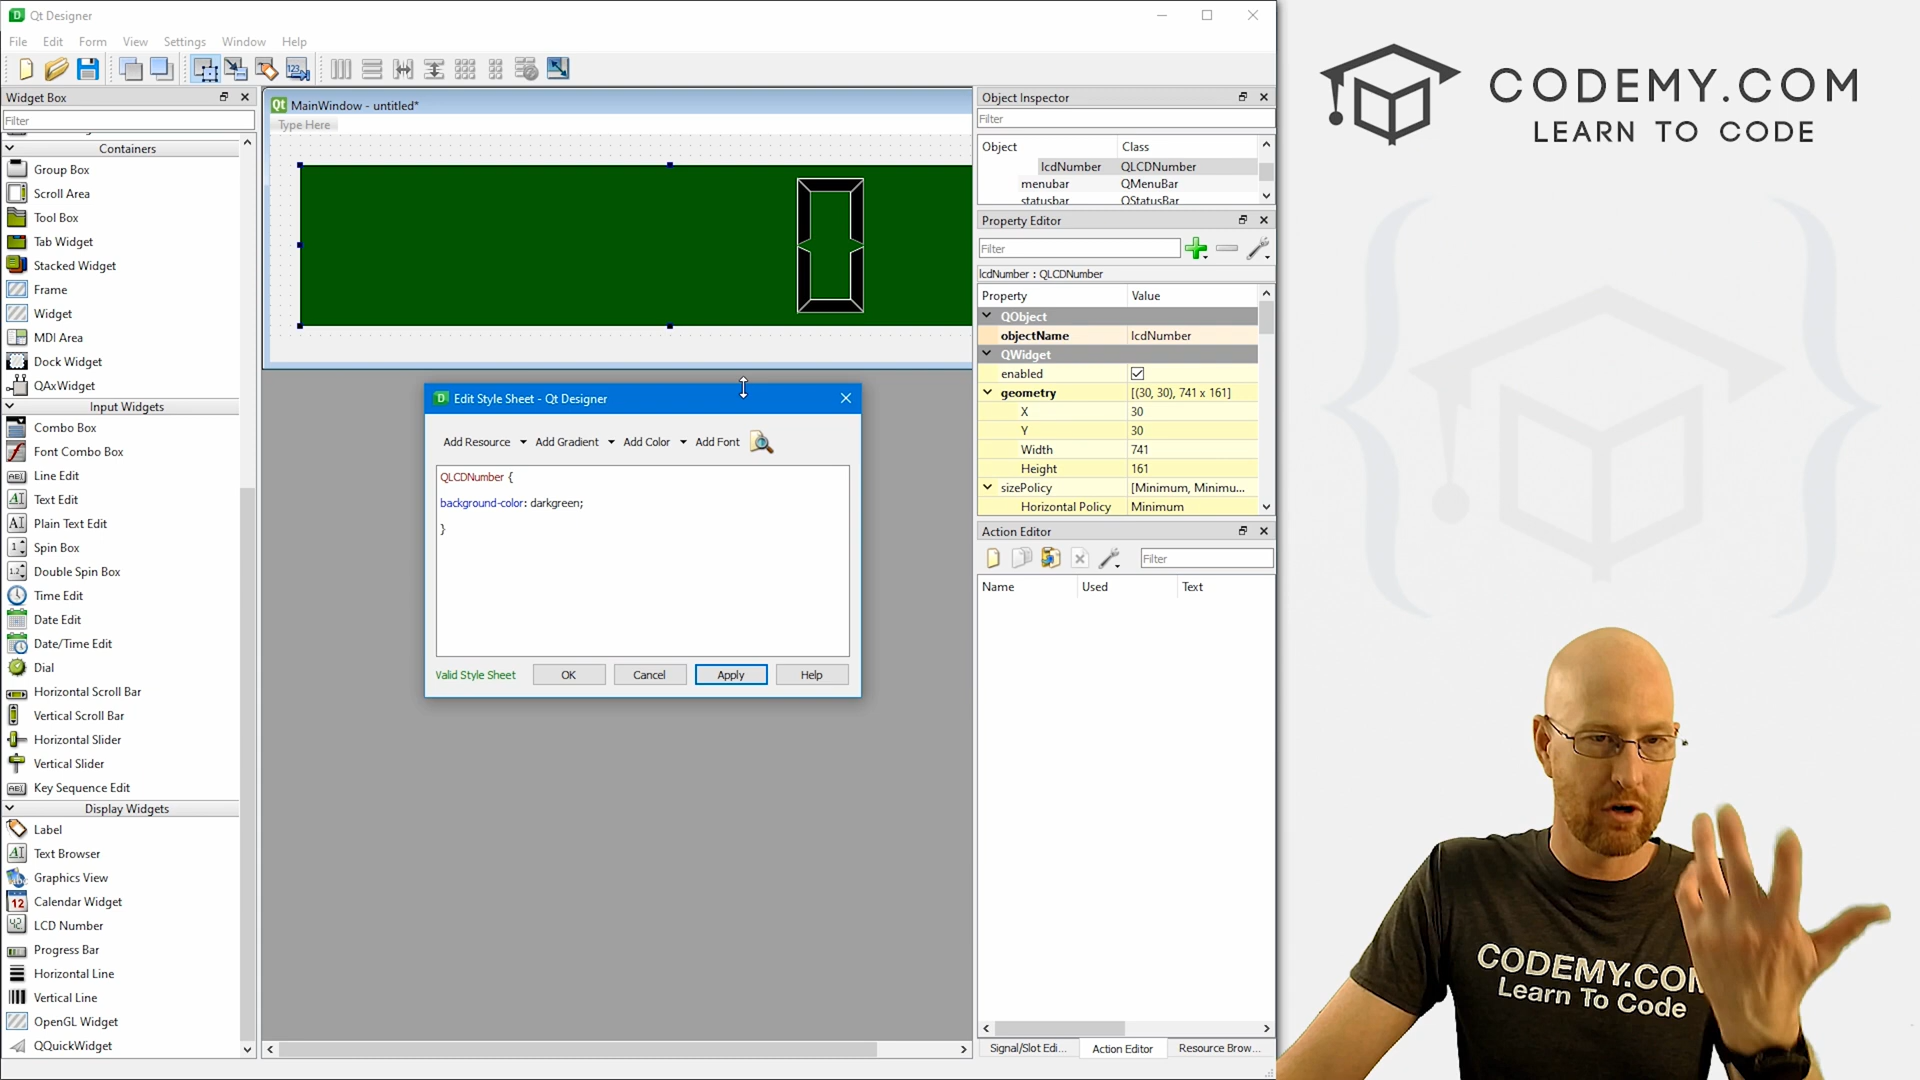 Qt Designer
File Edit Form View Settings Window Help
Widget Box
Filter
Containers
Group Box
Scroll Area
Tool Box
Tab Widget
Stacked Widget
Frame
Widget
MDI Area
Dock Widget
QAxWidget
Input Widgets
Combo Box
Font Combo Box
Line Edit
Text Edit
Plain Text Edit
Spin Box
Double Spin Box
Time Edit
Date Edit
Date/Time Edit
Dial
Horizontal Scroll Bar
Vertical Scroll Bar
Horizontal Slider
Vertical Slider
Key Sequence Edit
Display Widgets
Label
Text Browser
Graphics View
Calendar Widget
LCD Number
Progress Bar
Horizontal Line
Vertical Line
OpenGL Widget
QQuickWidget
MainWindow - untitled*
Type Here
0
Edit Style Sheet - Qt Designer
Add Resource Add Gradient Add Color Add Font
QLCDNumber {
background-color: darkgreen;
}
Valid Style Sheet OK Cancel Apply Help
Object Inspector
Filter
Object Class
lcdNumber QLCDNumber
menubar QMenuBar
statusbar QStatusBar
Property Editor
Filter
lcdNumber : QLCDNumber
Property Value
QObject
objectName lcdNumber
QWidget
enabled
geometry [(30, 30), 741 x 161]
X 30
Y 30
Width 741
Height 161
sizePolicy [Minimum, Minimu...
Horizontal Policy Minimum
Action Editor
Filter
Name Used Text
Signal/Slot Edi... Action Editor Resource Brow...
CODEMY.COM
LEARN TO CODE
CODEMY.COM
Learn To Code